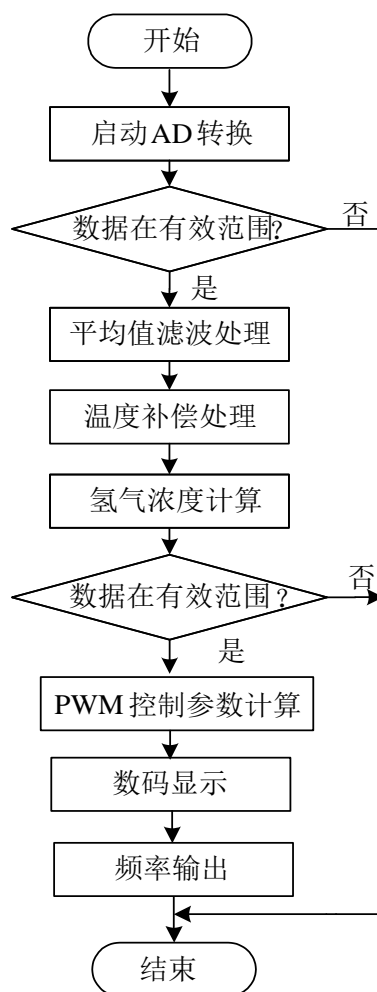 开始
启动AD转换
数据在有效范围?
否
是
平均值滤波处理
温度补偿处理
氢气浓度计算
数据在有效范围?
否
是
PWM控制参数计算
数码显示
频率输出
结束